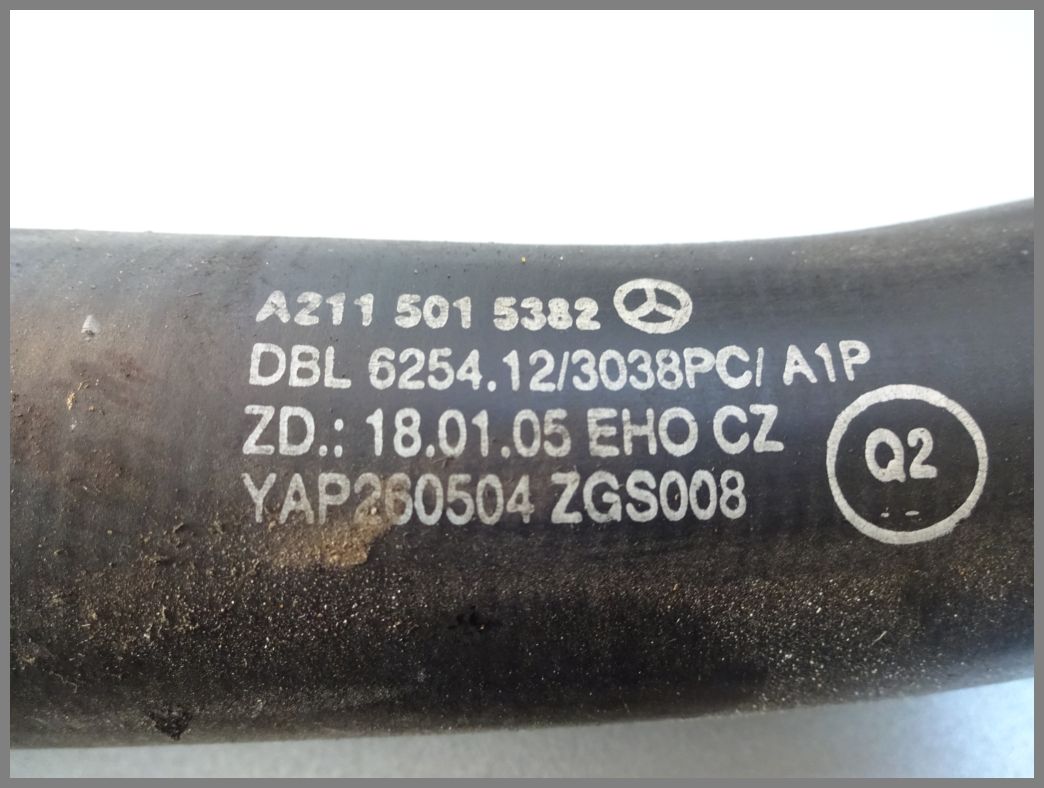 A211 501 5382
DBL 6254.12/3038PC/ A1P
ZD.: 18.01.05 EHO CZ
YAP260504 ZGS008
Q2